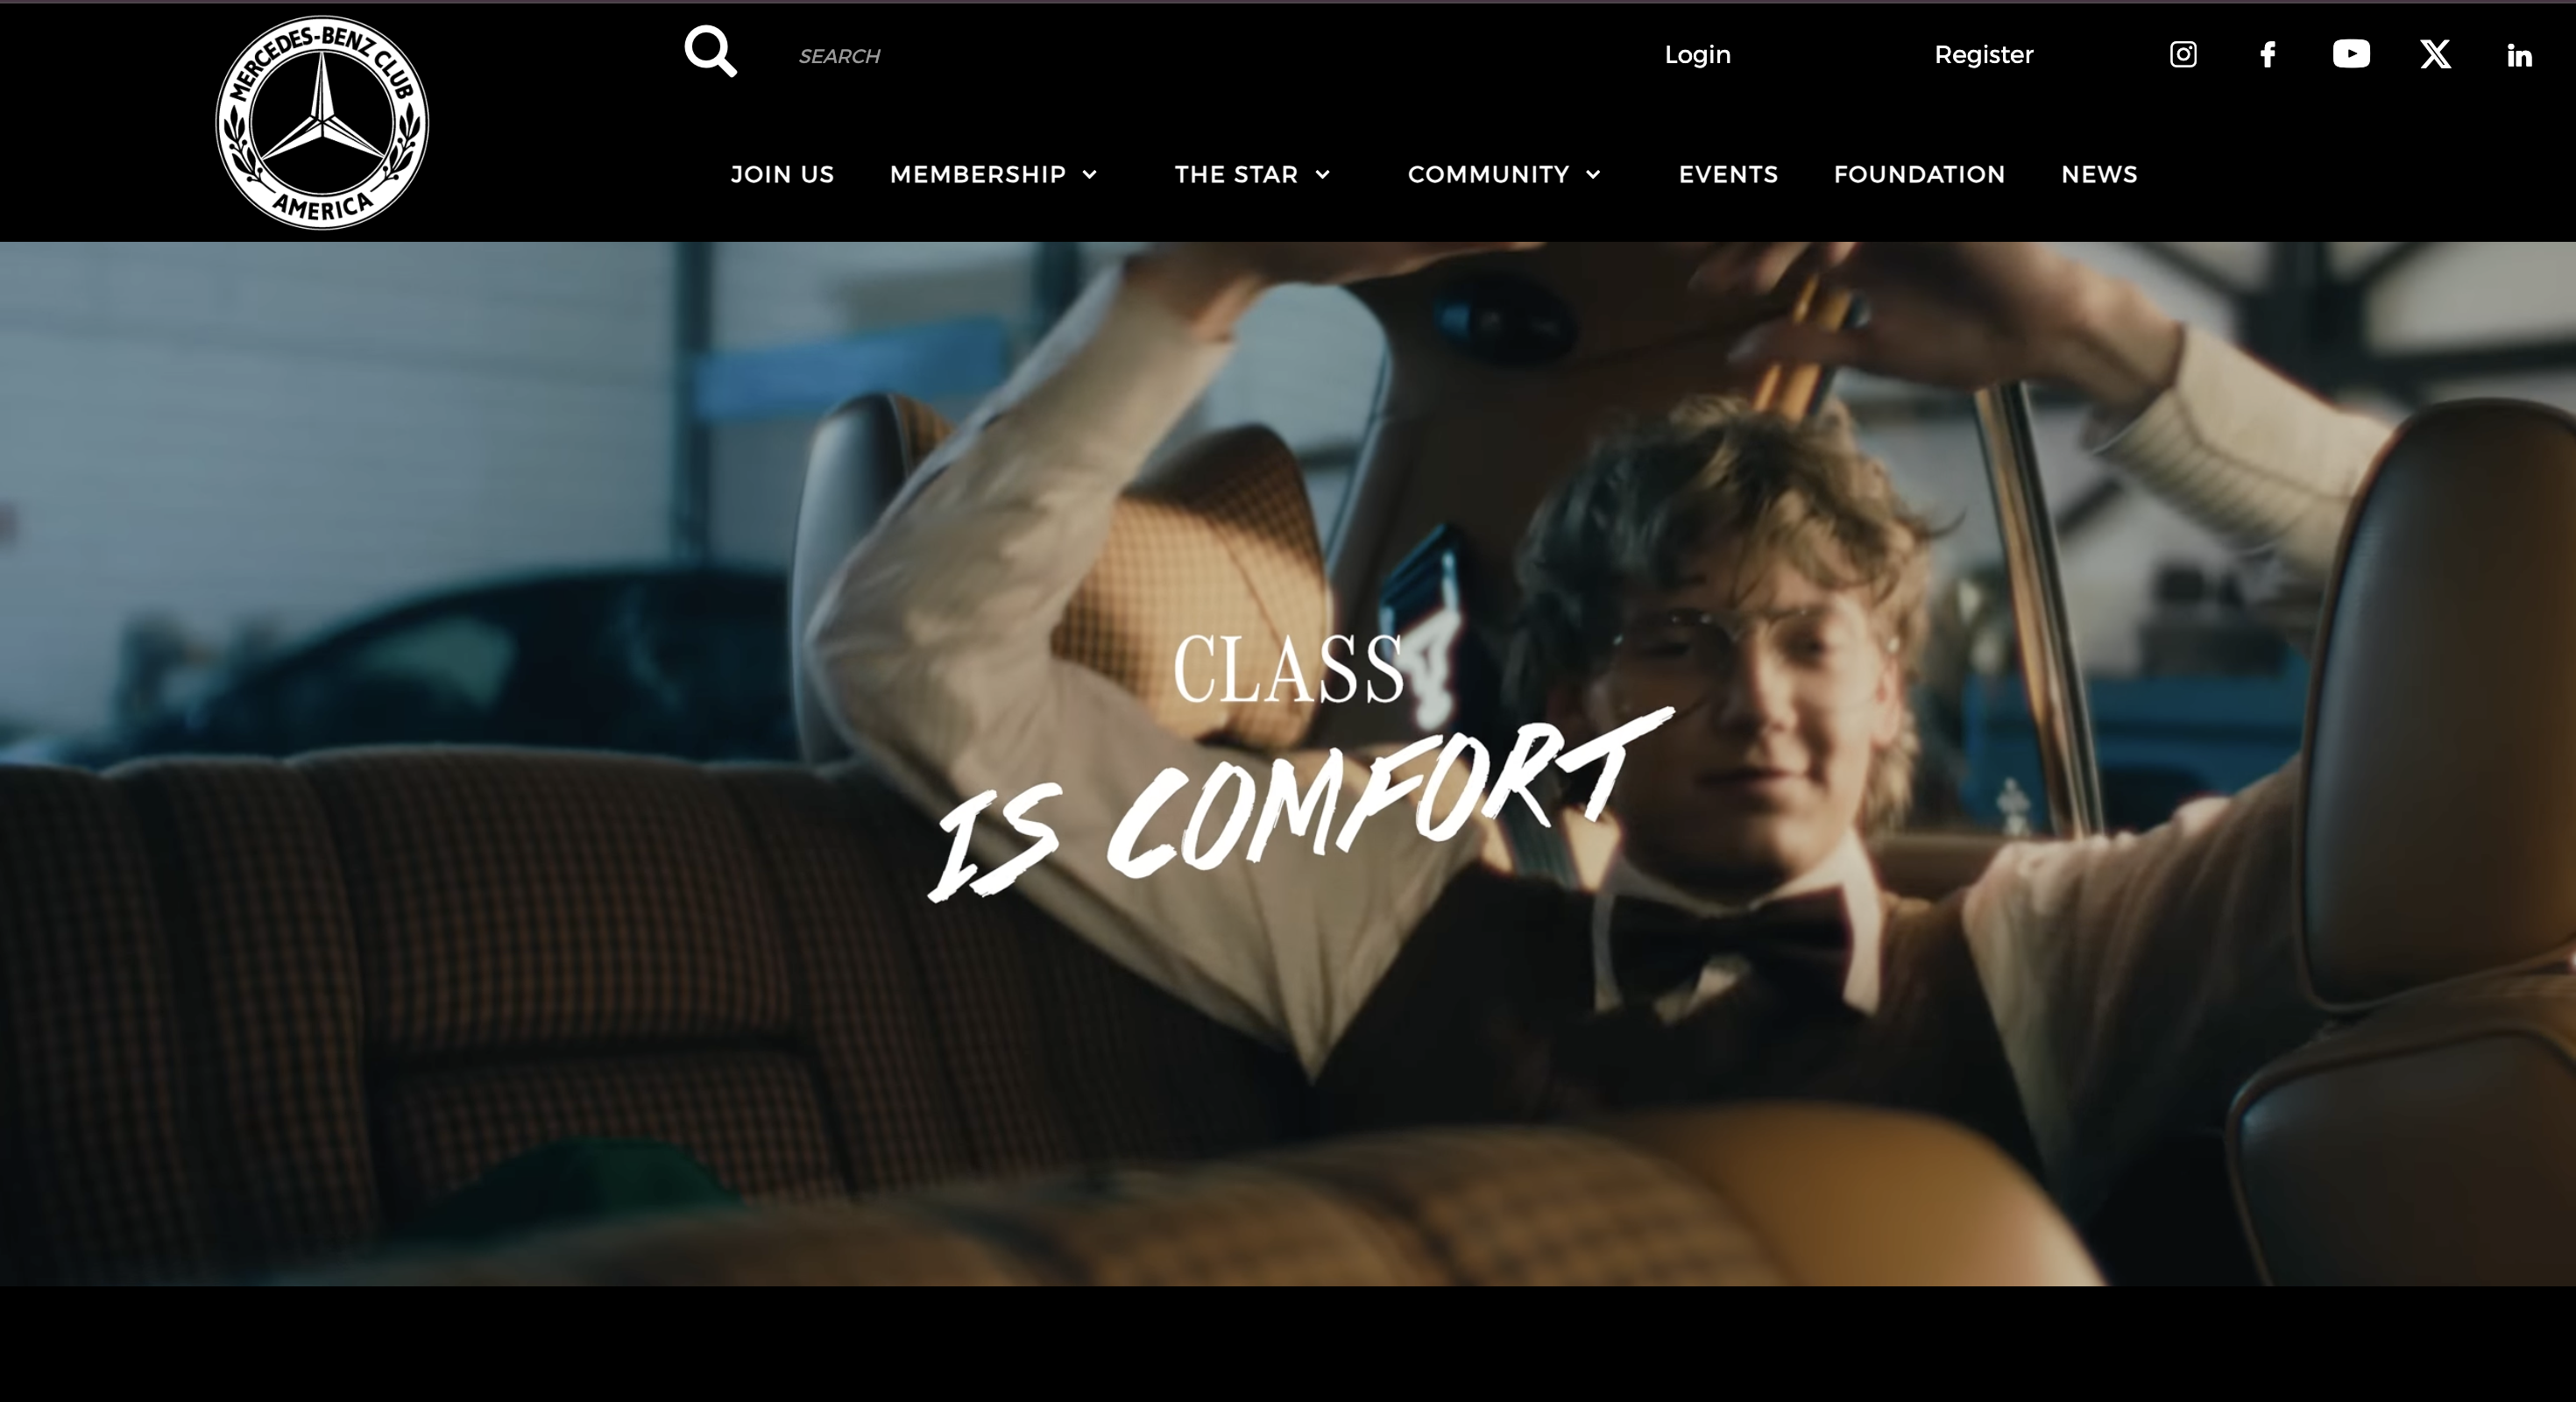 MERCEDES-BENZ CLUB
AMERICA
SEARCH
Login
Register
JOIN US
MEMBERSHIP
THE STAR
COMMUNITY
EVENTS
FOUNDATION
NEWS
CLASS
IS COMFORT